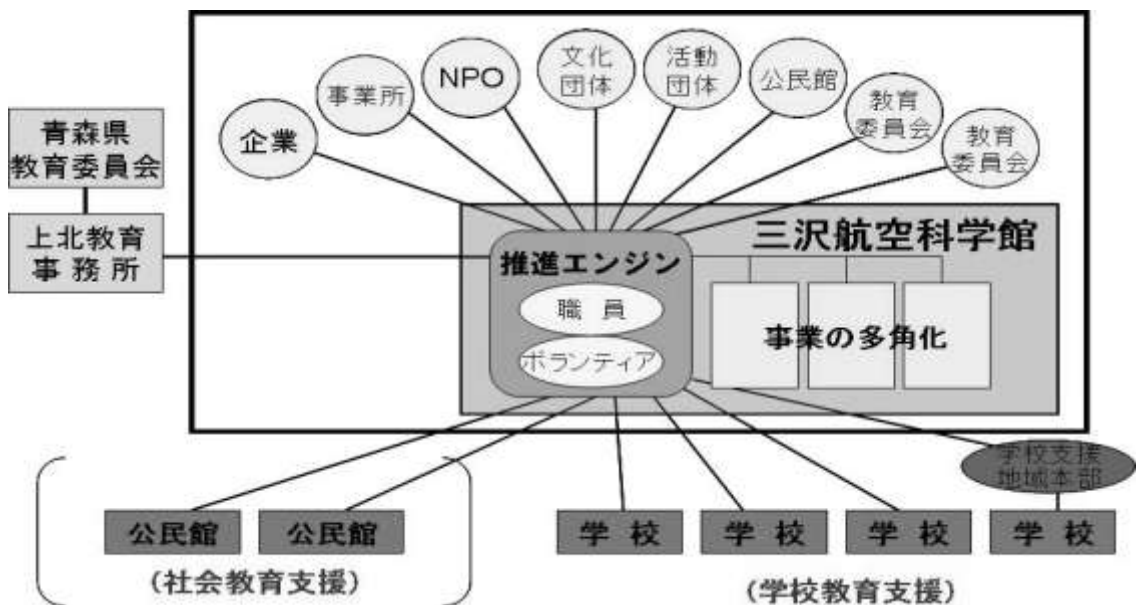 文化
団体
活動
団体
公民館
NPO
事業所
教育
委員会
企業
教育
委員会
青森県
教育委員会
上北教育
事務所
三沢航空科学館
推進エンジン
職員
ボランティア
事業の多角化
学校支援
地域本部
公民館
公民館
学校
学校
学校
学校
(社会教育支援)
(学校教育支援)